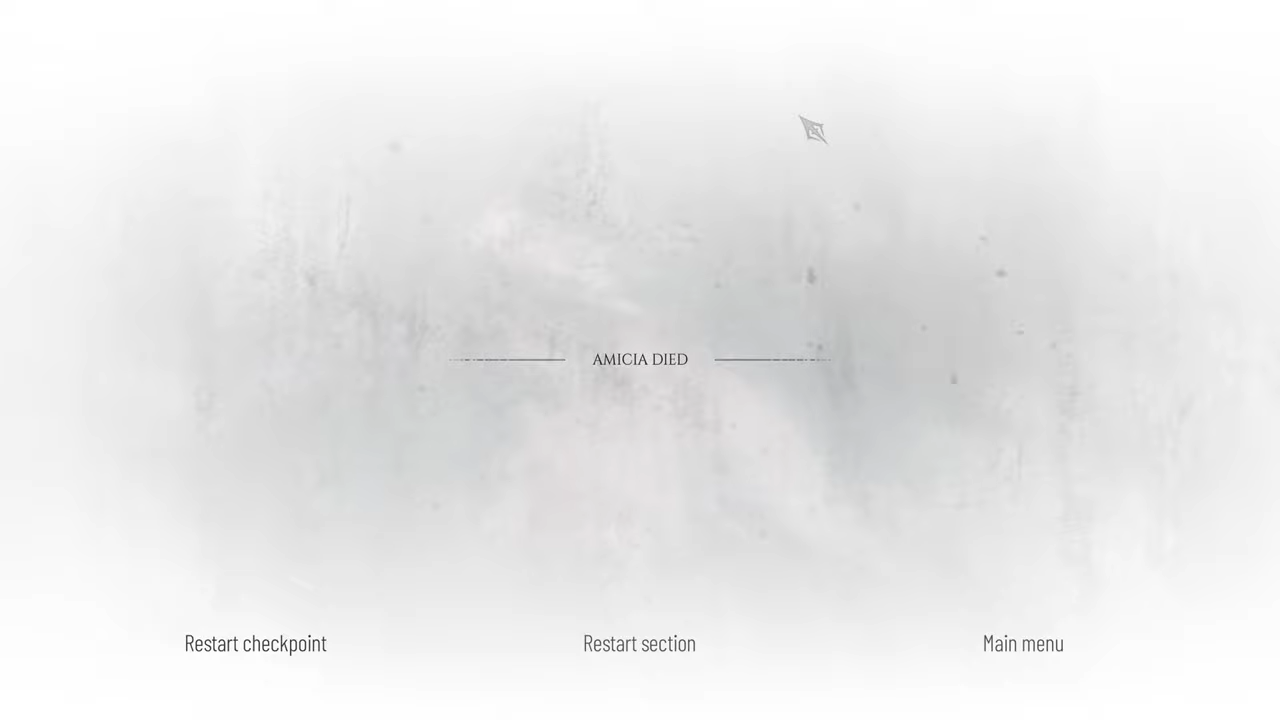 AMICIA DIED
Restart checkpoint
Restart section
Main menu